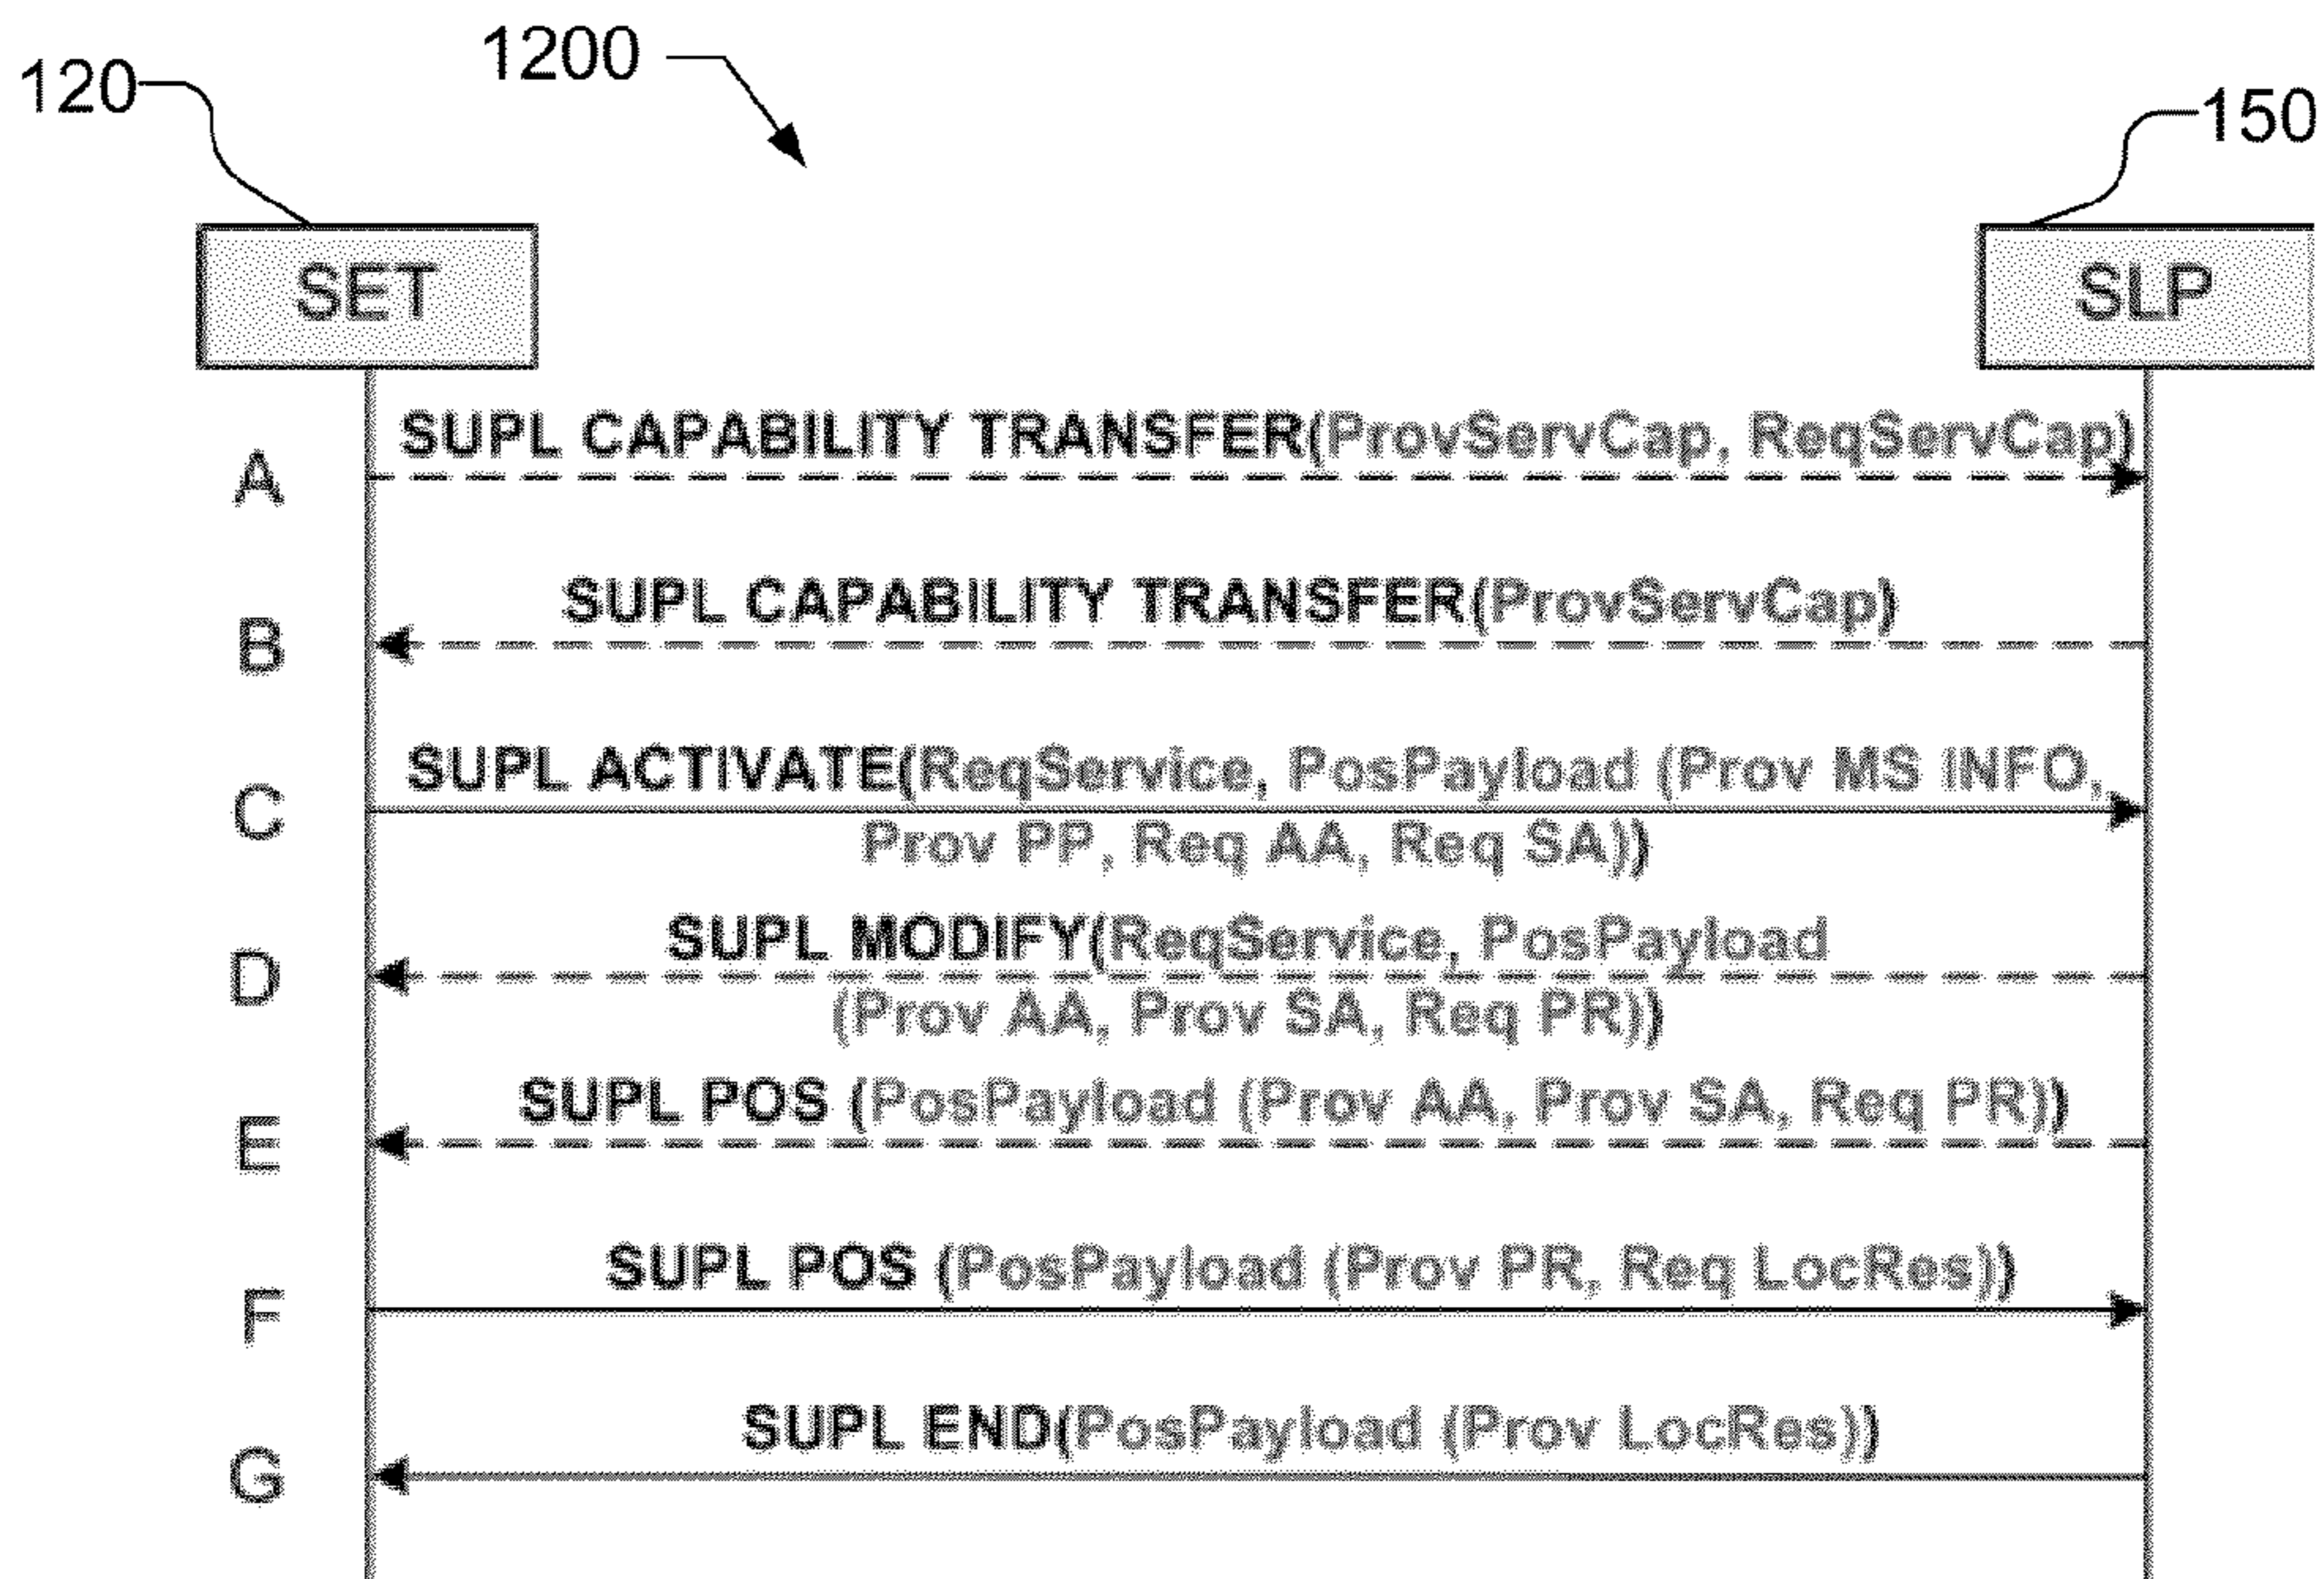 1200
120
150
SET
SLP
A
SUPL CAPABILITY TRANSFER(ProvServCap, ReqServCap)
B
SUPL CAPABILITY TRANSFER(ProvServCap)
C
SUPL ACTIVATE(ReqService, PosPayload (Prov MS INFO,
Prov PP, Req AA, Req SA))
D
SUPL MODIFY(ReqService, PosPayload
(Prov AA, Prov SA, Req PR))
E
SUPL POS (PosPayload (Prov AA, Prov SA, Req PR))
F
SUPL POS (PosPayload (Prov PR, Req LocRes))
G
SUPL END(PosPayload (Prov LocRes))